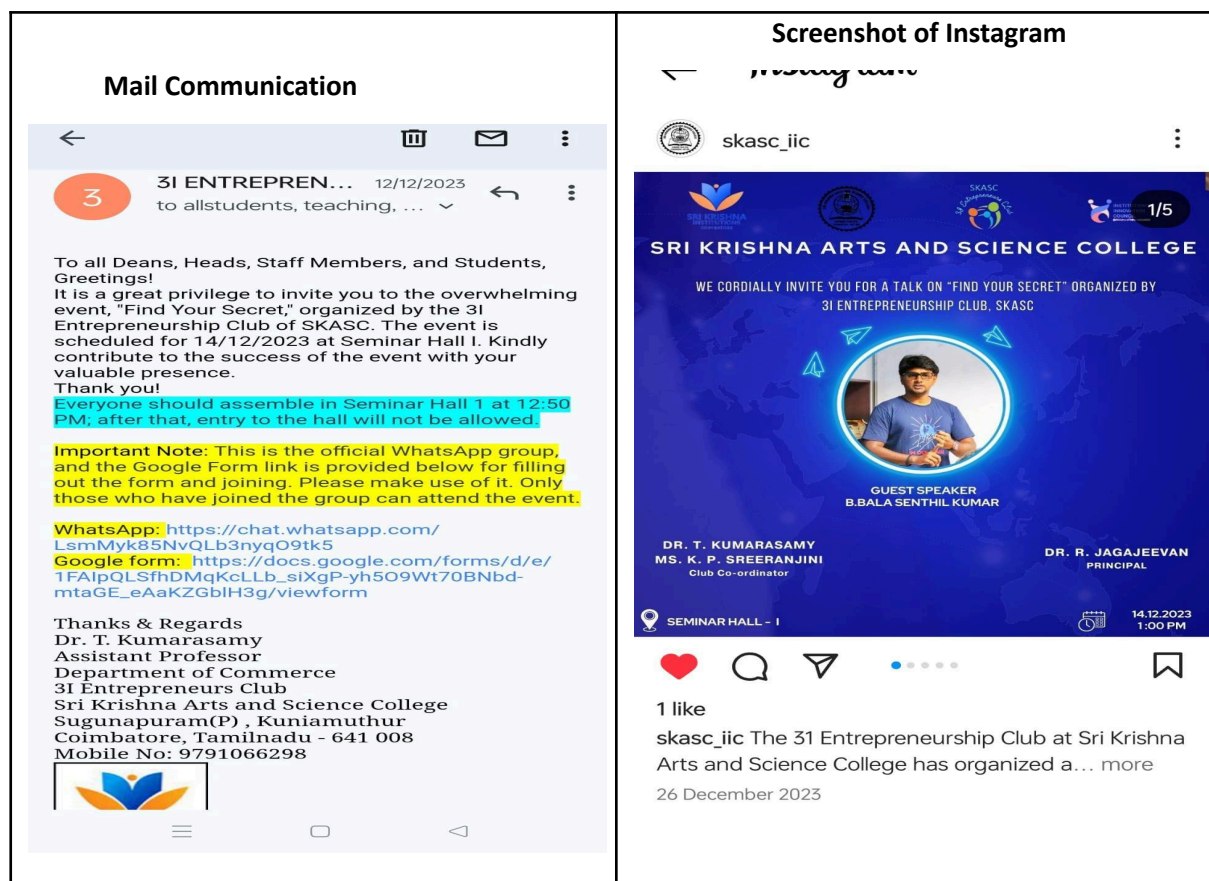 Mail Communication
3
3I ENTREPREN... 12/12/2023
to allstudents, teaching, ...
To all Deans, Heads, Staff Members, and Students,
Greetings!
It is a great privilege to invite you to the overwhelming
event, "Find Your Secret," organized by the 3I
Entrepreneurship Club of SKASC. The event is
scheduled for 14/12/2023 at Seminar Hall I. Kindly
contribute to the success of the event with your
valuable presence.
Thank you!
Everyone should assemble in Seminar Hall 1 at 12:50
PM; after that, entry to the hall will not be allowed.
Important Note: This is the official WhatsApp group,
and the Google Form link is provided below for filling
out the form and joining. Please make use of it. Only
those who have joined the group can attend the event.
WhatsApp: https://chat.whatsapp.com/
LsmMyk85NvQLb3nyqO9tk5
Google form: https://docs.google.com/forms/d/e/
1FAIpQLSfhDMqKcLLb_siXgP-yh5O9Wt70BNbd-
mtaGE_eAaKZGblH3g/viewform
Thanks & Regards
Dr. T. Kumarasamy
Assistant Professor
Department of Commerce
3I Entrepreneurs Club
Sri Krishna Arts and Science College
Sugunapuram(P) , Kuniamuthur
Coimbatore, Tamilnadu - 641 008
Mobile No: 9791066298
Screenshot of Instagram
Instagram
skasc_iic
SRI KRISHNA
INSTITUTIONS
SKASC
3I Entrepreneurs Club
1/5
SRI KRISHNA ARTS AND SCIENCE COLLEGE
WE CORDIALLY INVITE YOU FOR A TALK ON "FIND YOUR SECRET" ORGANIZED BY
3I ENTREPRENEURSHIP CLUB, SKASC
GUEST SPEAKER
B.BALA SENTHIL KUMAR
DR. T. KUMARASAMY
MS. K. P. SREERANJINI
Club Co-ordinator
DR. R. JAGAJEEVAN
PRINCIPAL
SEMINAR HALL - I
14.12.2023
1:00 PM
1 like
skasc_iic The 31 Entrepreneurship Club at Sri Krishna
Arts and Science College has organized a... more
26 December 2023